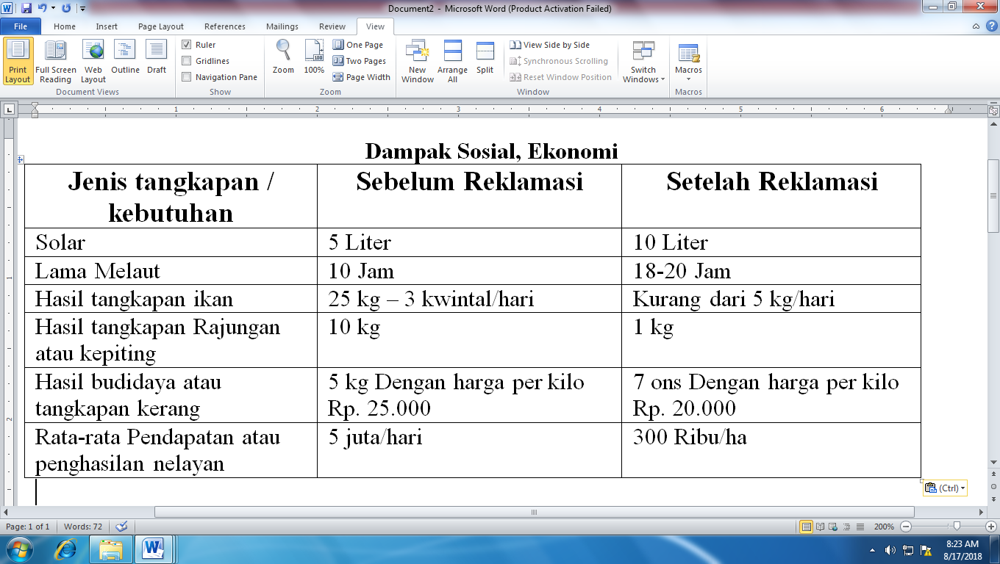 Document2 - Microsoft Word (Product Activation Failed)
File Home Insert Page Layout References Mailings Review View
Print Layout
Full Screen Reading
Web Layout
Outline
Draft
Document Views
Ruler
Gridlines
Navigation Pane
Show
Zoom
100%
One Page
Two Pages
Page Width
Zoom
New Window
Arrange All
Split
View Side by Side
Synchronous Scrolling
Reset Window Position
Window
Switch Windows
Macros
Macros
1 2 3 4 5 6
Dampak Sosial, Ekonomi
Jenis tangkapan /
kebutuhan
Sebelum Reklamasi
Setelah Reklamasi
Solar
5 Liter
10 Liter
Lama Melaut
10 Jam
18-20 Jam
Hasil tangkapan ikan
25 kg – 3 kwintal/hari
Kurang dari 5 kg/hari
Hasil tangkapan Rajungan
atau kepiting
10 kg
1 kg
Hasil budidaya atau
tangkapan kerang
5 kg Dengan harga per kilo
Rp. 25.000
7 ons Dengan harga per kilo
Rp. 20.000
Rata-rata Pendapatan atau
penghasilan nelayan
5 juta/hari
300 Ribu/ha
1
2
(Ctrl)
Page: 1 of 1 Words: 72 200%
8:23 AM
8/17/2018